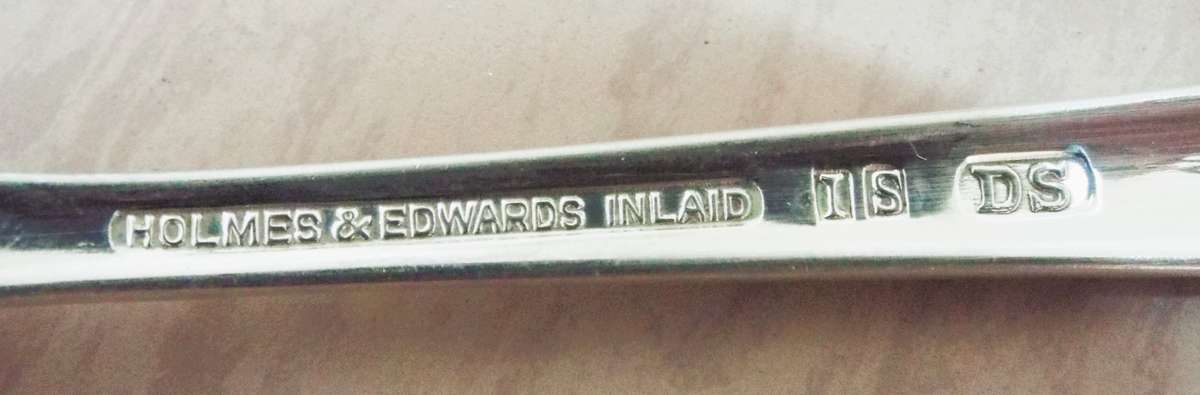 HOLMES & EDWARDS INLAID IS DS